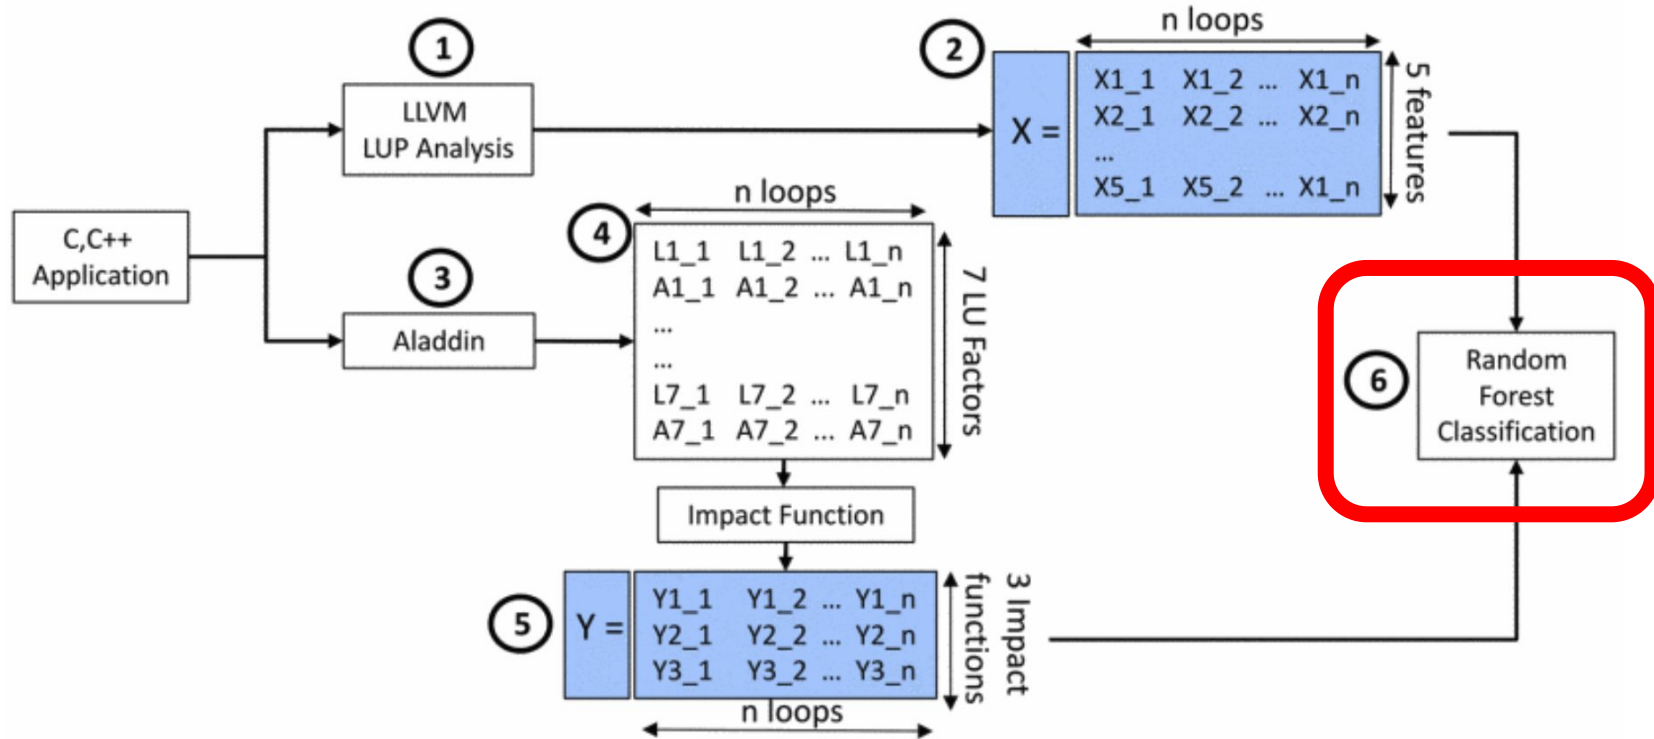 1
LLVM
LUP Analysis
2
n loops
X =
X1_1 X1_2 ... X1_n
X2_1 X2_2 ... X2_n
...
X5_1 X5_2 ... X1_n
5 features
C,C++
Application
3
Aladdin
4
n loops
L1_1 L1_2 ... L1_n
A1_1 A1_2 ... A1_n
...
...
L7_1 L7_2 ... L7_n
A7_1 A7_2 ... A7_n
7 LU Factors
Impact Function
5
Y =
Y1_1 Y1_2 ... Y1_n
Y2_1 Y2_2 ... Y2_n
Y3_1 Y3_2 ... Y3_n
3 Impact
functions
n loops
6
Random
Forest
Classification